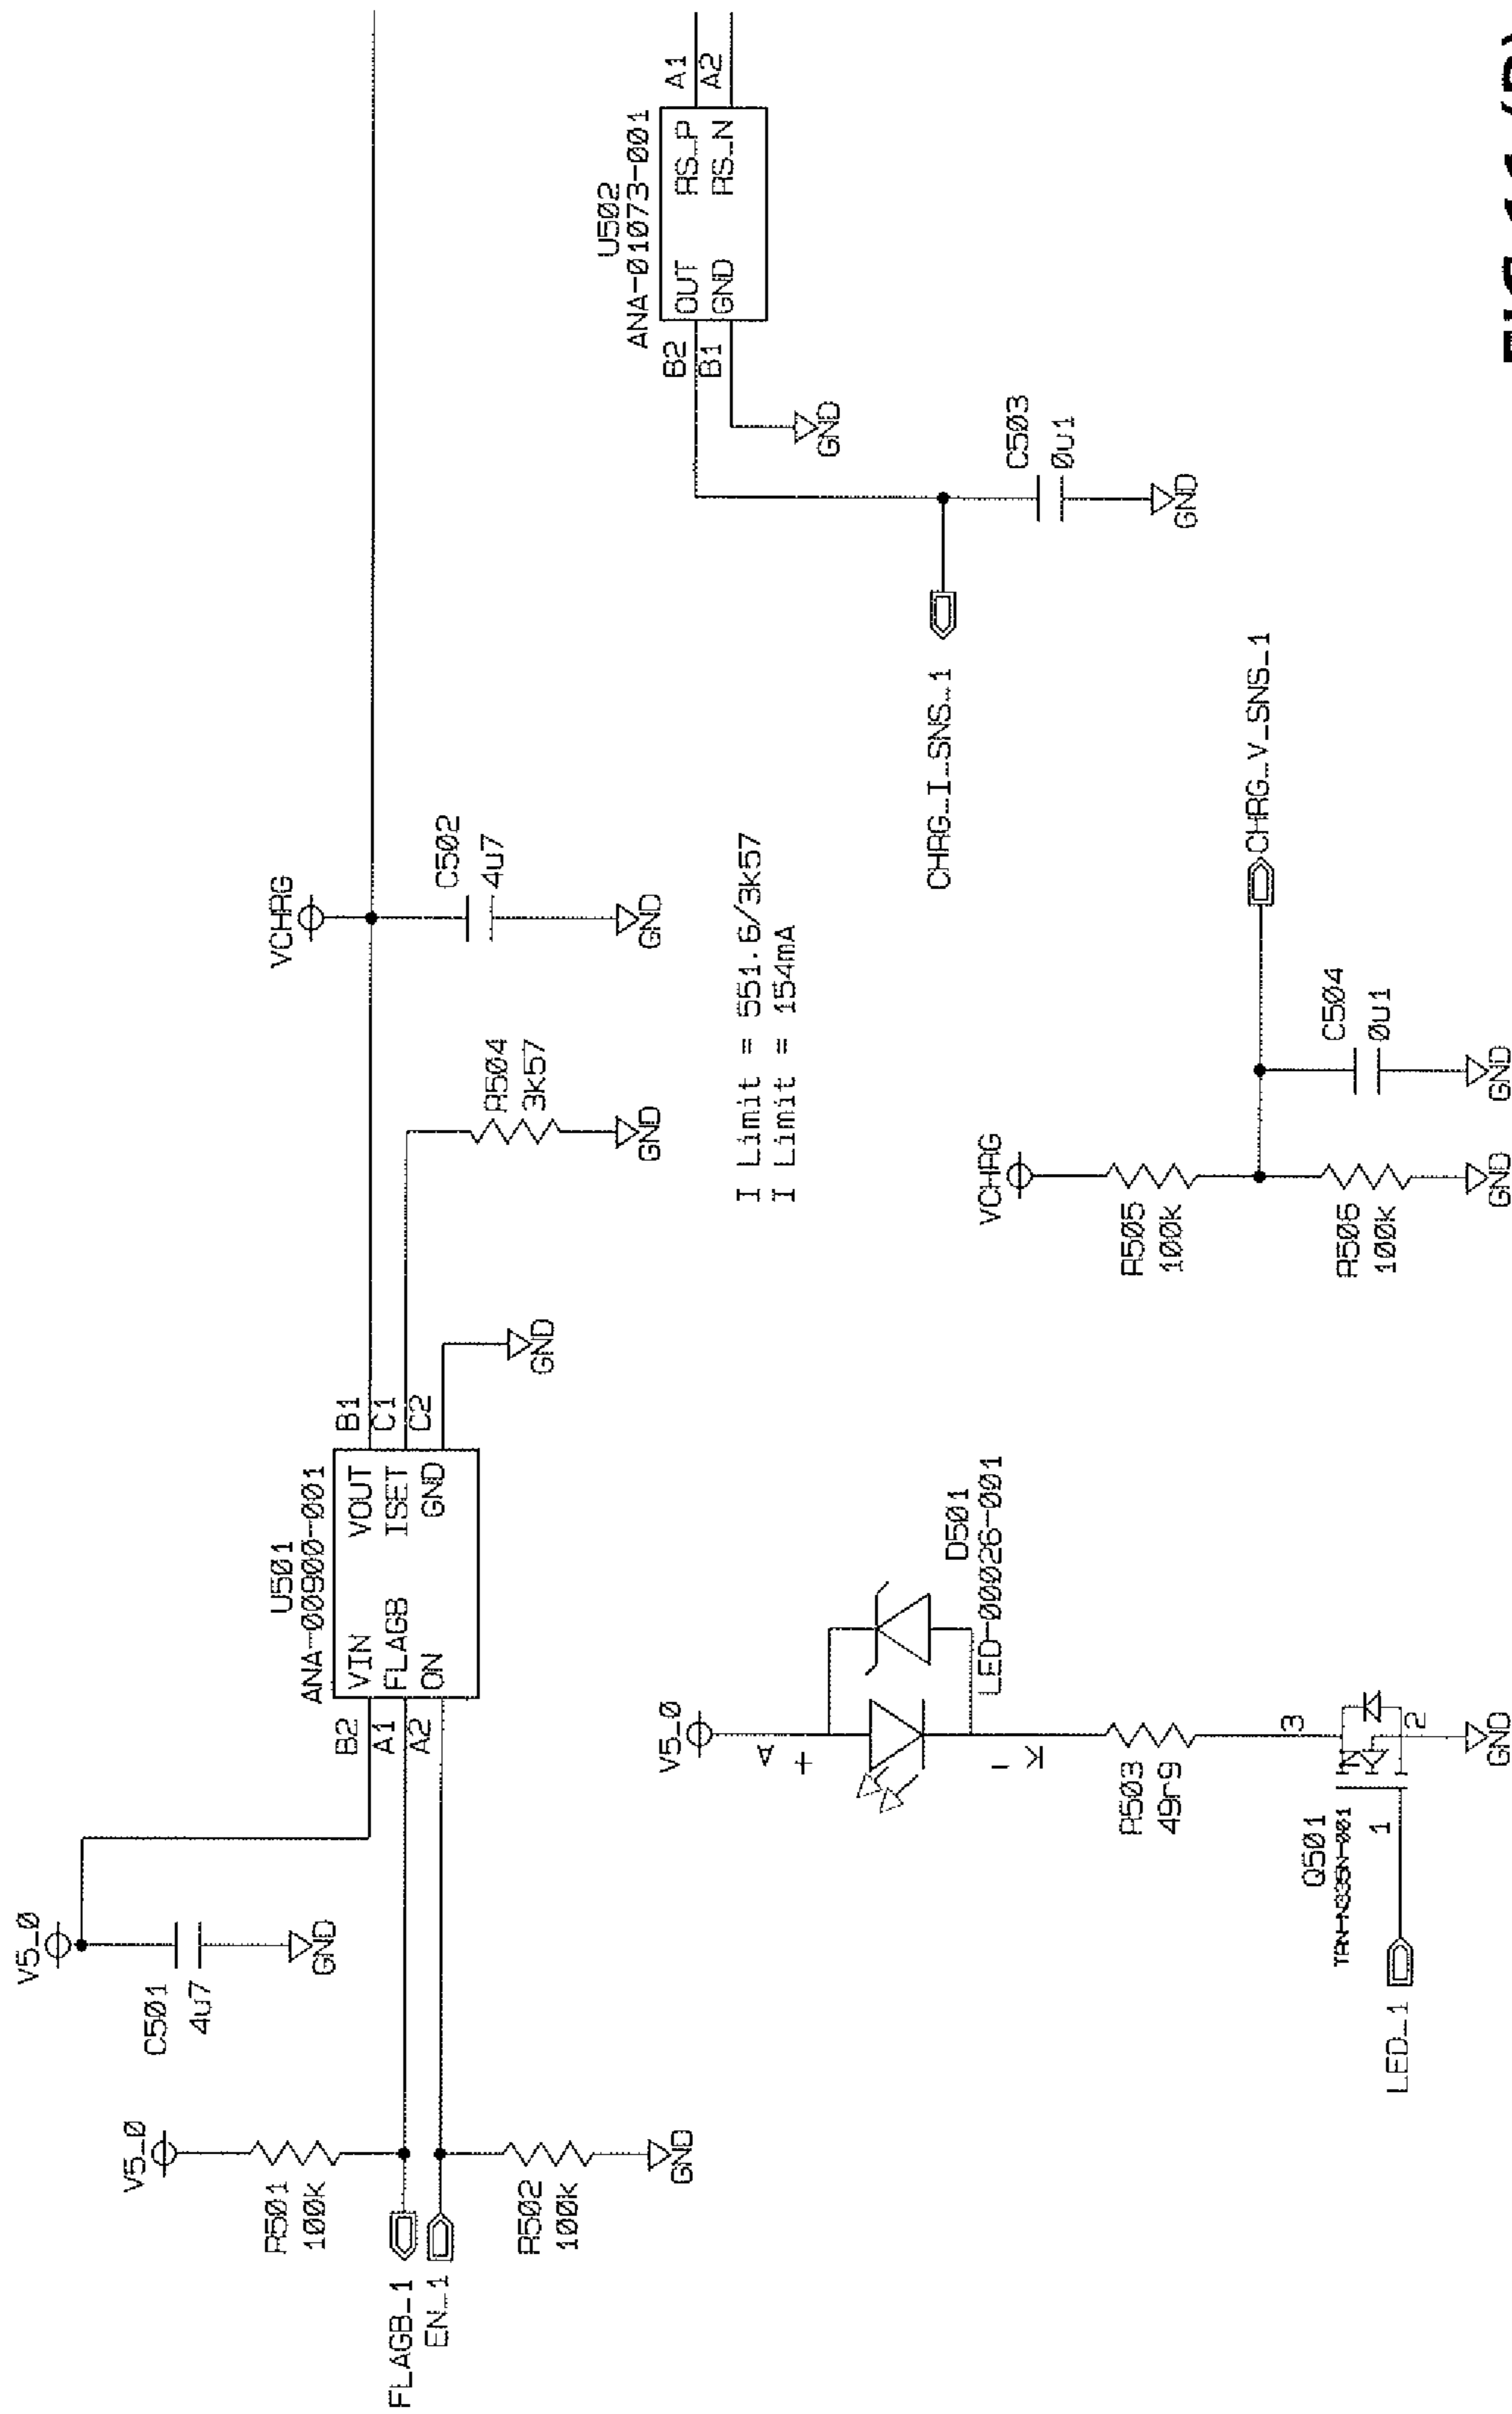 V5_0
C501
4u7
GND
V5_0
R501
100k
FLAGB_1
EN_1
R502
100k
GND
U501
ANA-00900-001
B2 VIN VOUT B1
A1 FLAGB ISET C1
A2 ON GND C2
GND
R504
3k57
GND
VCHRG
C502
4u7
GND
I Limit = 551.6/3k57
I Limit = 154mA
U502
ANA-01073-001
B2 OUT RS_P A1
B1 GND RS_N A2
GND
CHRG_I_SNS_1
C503
0u1
GND
V5_0
A
+
D501
LED-00026-001
-
K
R503
49r9
3
Q501
TRN-N335N-001
1
2
LED_1
GND
VCHRG
R505
100k
CHRG_V_SNS_1
R506
100k
C504
0u1
GND
GND